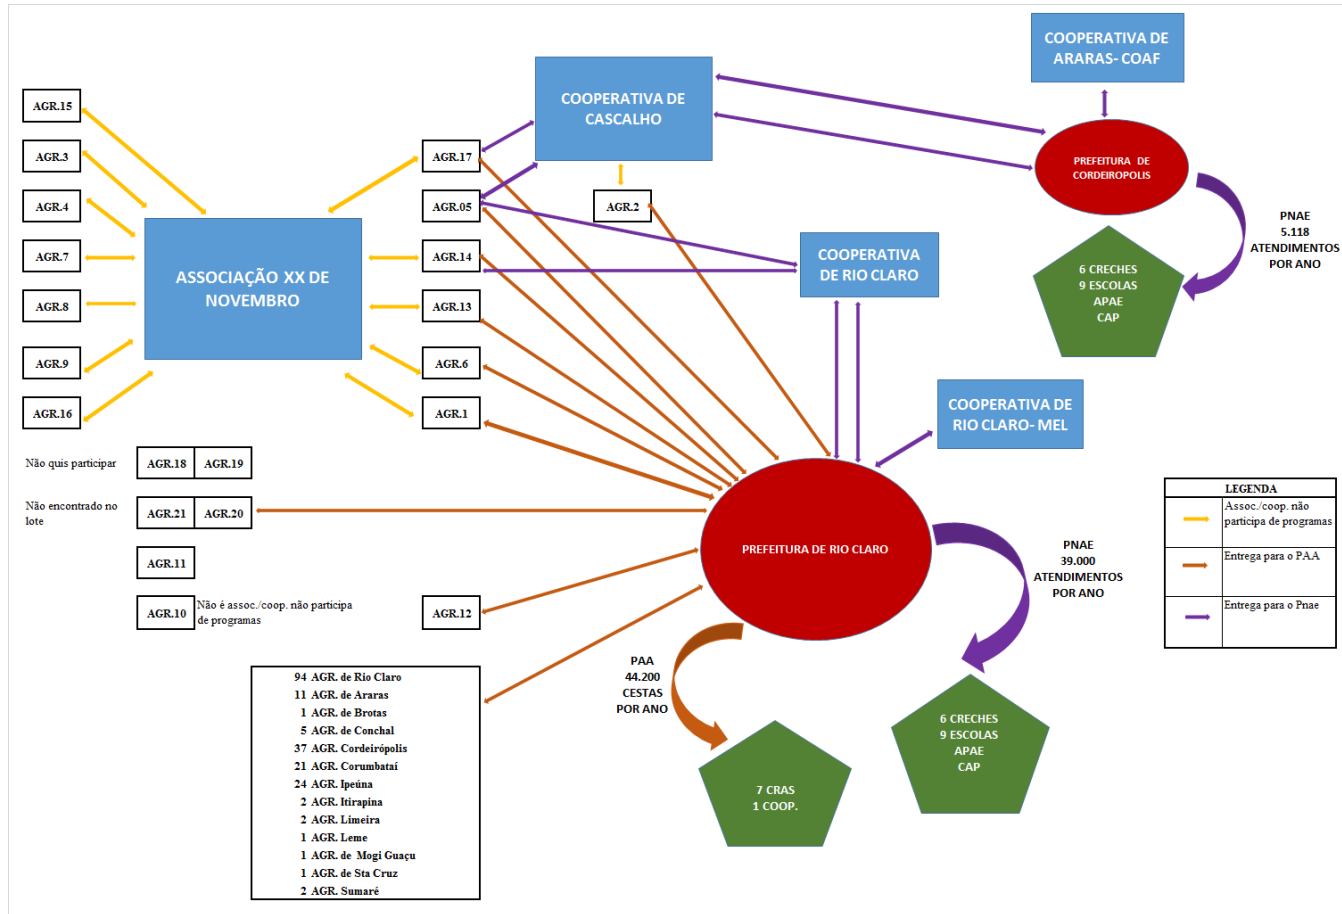 COOPERATIVA DE
ARARAS- COAF
COOPERATIVA DE
CASCALHO
AGR.15
AGR.3
AGR.17
PREFEITURA DE
CORDEIROPOLIS
AGR.4
AGR.05
AGR.2
PNAE
5.118
ATENDIMENTOS
POR ANO
AGR.7
ASSOCIAÇÃO XX DE
NOVEMBRO
AGR.14
COOPERATIVA
DE RIO CLARO
6 CRECHES
9 ESCOLAS
APAE
CAP
AGR.8
AGR.13
AGR.9
AGR.6
AGR.16
AGR.1
COOPERATIVA DE
RIO CLARO- MEL
Não quis participar
AGR.18
AGR.19
Não encontrado no
lote
AGR.21
AGR.20
LEGENDA
Assoc./coop. não
participa de programas
Entrega para o PAA
Entrega para o Pnae
PREFEITURA DE RIO CLARO
PNAE
39.000
ATENDIMENTOS
POR ANO
AGR.11
AGR.10
Não é assoc./coop. não participa
de programas
AGR.12
PAA
44.200
CESTAS
POR ANO
94 AGR. de Rio Claro
11 AGR. de Araras
1 AGR. de Brotas
5 AGR. de Conchal
37 AGR. Cordeirópolis
21 AGR. Corumbataí
24 AGR. Ipeúna
2 AGR. Itirapina
2 AGR. Limeira
1 AGR. Leme
1 AGR. de Mogi Guaçu
1 AGR. de Sta Cruz
2 AGR. Sumaré
7 CRAS
1 COOP.
6 CRECHES
9 ESCOLAS
APAE
CAP